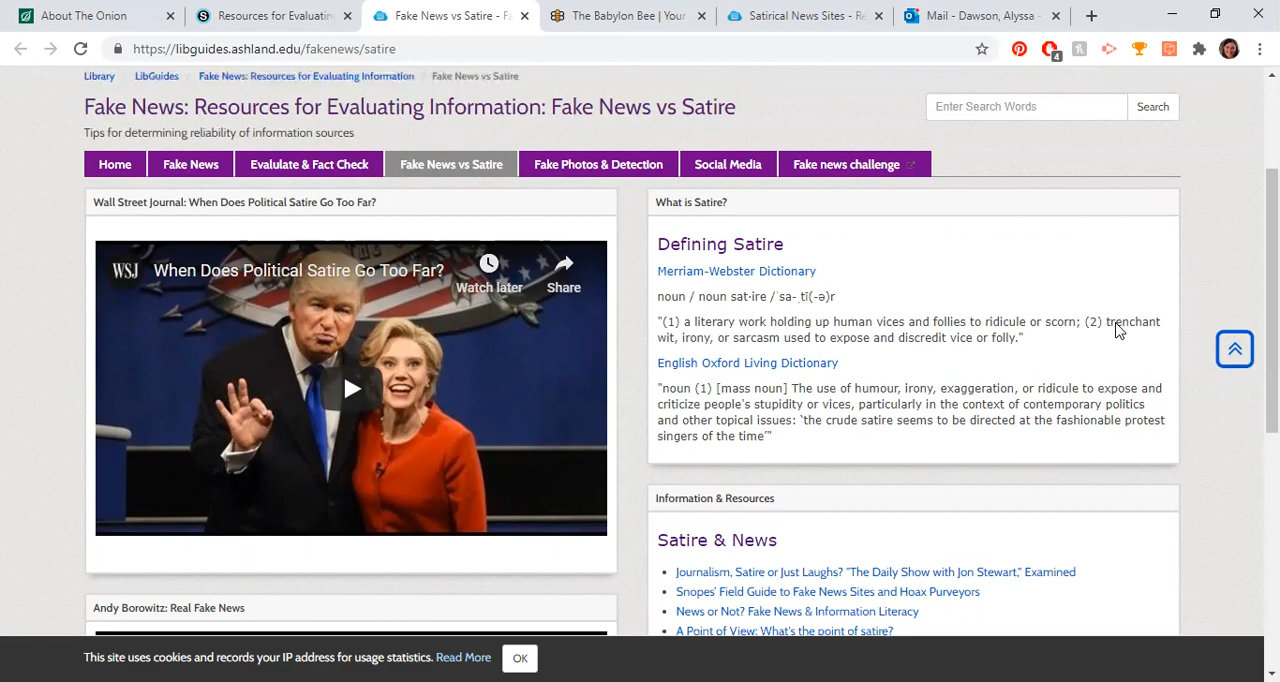 About The Onion
Resources for Evaluatin
Fake News vs Satire - Fa
The Babylon Bee | Your
Satirical News Sites - Re
Mail - Dawson, Alyssa -
https://libguides.ashland.edu/fakenews/satire
4
Library / LibGuides / Fake News: Resources for Evaluating Information / Fake News vs Satire
Fake News: Resources for Evaluating Information: Fake News vs Satire
Enter Search Words
Search
Tips for determining reliability of information sources
Home
Fake News
Evalulate & Fact Check
Fake News vs Satire
Fake Photos & Detection
Social Media
Fake news challenge
Wall Street Journal: When Does Political Satire Go Too Far?
WSJ
When Does Political Satire Go Too Far?
Watch later
Share
What is Satire?
Defining Satire
Merriam-Webster Dictionary
noun / noun sat·ire /ˈsa-ˌtī(-ə)r
"(1) a literary work holding up human vices and follies to ridicule or scorn; (2) trenchant
wit, irony, or sarcasm used to expose and discredit vice or folly."
English Oxford Living Dictionary
"noun (1) [mass noun] The use of humour, irony, exaggeration, or ridicule to expose and
criticize people's stupidity or vices, particularly in the context of contemporary politics
and other topical issues: ‘the crude satire seems to be directed at the fashionable protest
singers of the time’"
Information & Resources
Satire & News
• Journalism, Satire or Just Laughs? "The Daily Show with Jon Stewart," Examined
• Snopes' Field Guide to Fake News Sites and Hoax Purveyors
• News or Not? Fake News & Information Literacy
• A Point of View: What's the point of satire?
Andy Borowitz: Real Fake News
This site uses cookies and records your IP address for usage statistics. Read More
OK